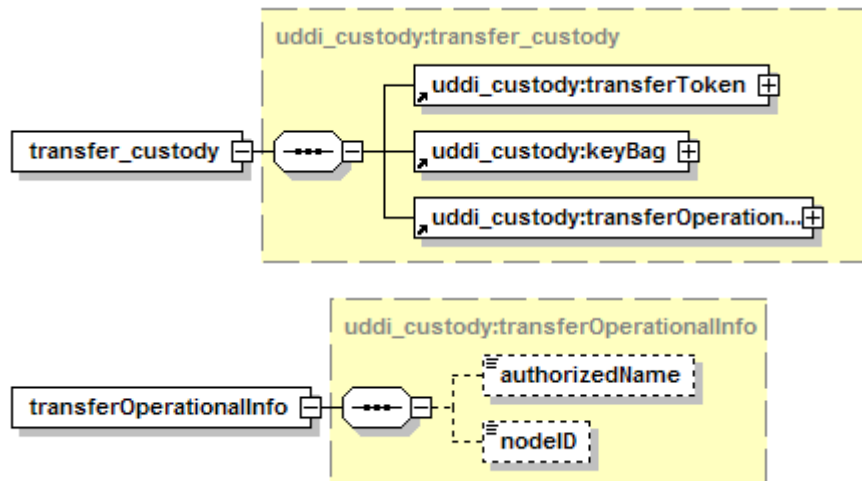 uddi_custody:transfer_custody
uddi_custody:transferToken
transfer_custody
uddi_custody:keyBag
uddi_custody:transferOperation...
uddi_custody:transferOperationalInfo
authorizedName
transferOperationalInfo
nodeID